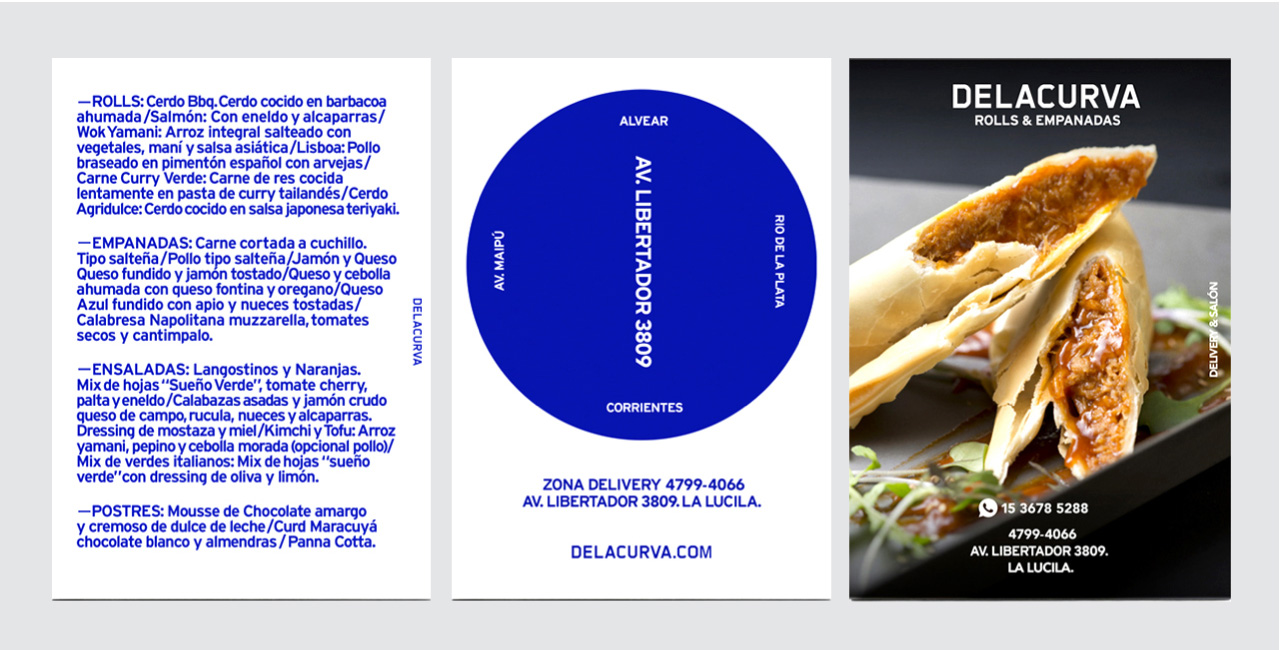 —ROLLS: Cerdo Bbq. Cerdo cocido en barbacoa
ahumada/Salmón: Con eneldo y alcaparras/
Wok Yamani: Arroz integral salteado con
vegetales, maní y salsa asiática/Lisboa: Pollo
braseado en pimentón español con arvejas/
Carne Curry Verde: Carne de res cocida
lentamente en pasta de curry tailandés/Cerdo
Agridulce: Cerdo cocido en salsa japonesa teriyaki.
—EMPANADAS: Carne cortada a cuchillo.
Tipo salteña/Pollo tipo salteña/Jamón y Queso
Queso fundido y jamón tostado/Queso y cebolla
ahumada con queso fontina y oregano/Queso
Azul fundido con apio y nueces tostadas/
Calabresa Napolitana muzzarella, tomates
secos y cantimpalo.
—ENSALADAS: Langostinos y Naranjas.
Mix de hojas “Sueño Verde”, tomate cherry,
palta y eneldo/Calabazas asadas y jamón crudo
queso de campo, rucula, nueces y alcaparras.
Dressing de mostaza y miel/Kimchi y Tofu: Arroz
yamani, pepino y cebolla morada (opcional pollo)/
Mix de verdes italianos: Mix de hojas “sueño
verde”con dressing de oliva y limón.
—POSTRES: Mousse de Chocolate amargo
y cremoso de dulce de leche/Curd Maracuyá
chocolate blanco y almendras/ Panna Cotta.
DELACURVA
ALVEAR
AV. MAIPÚ
AV. LIBERTADOR 3809
RIO DE LA PLATA
CORRIENTES
ZONA DELIVERY 4799-4066
AV. LIBERTADOR 3809. LA LUCILA.
DELACURVA.COM
DELACURVA
ROLLS & EMPANADAS
DELIVERY & SALÓN
15 3678 5288
4799-4066
AV. LIBERTADOR 3809.
LA LUCILA.